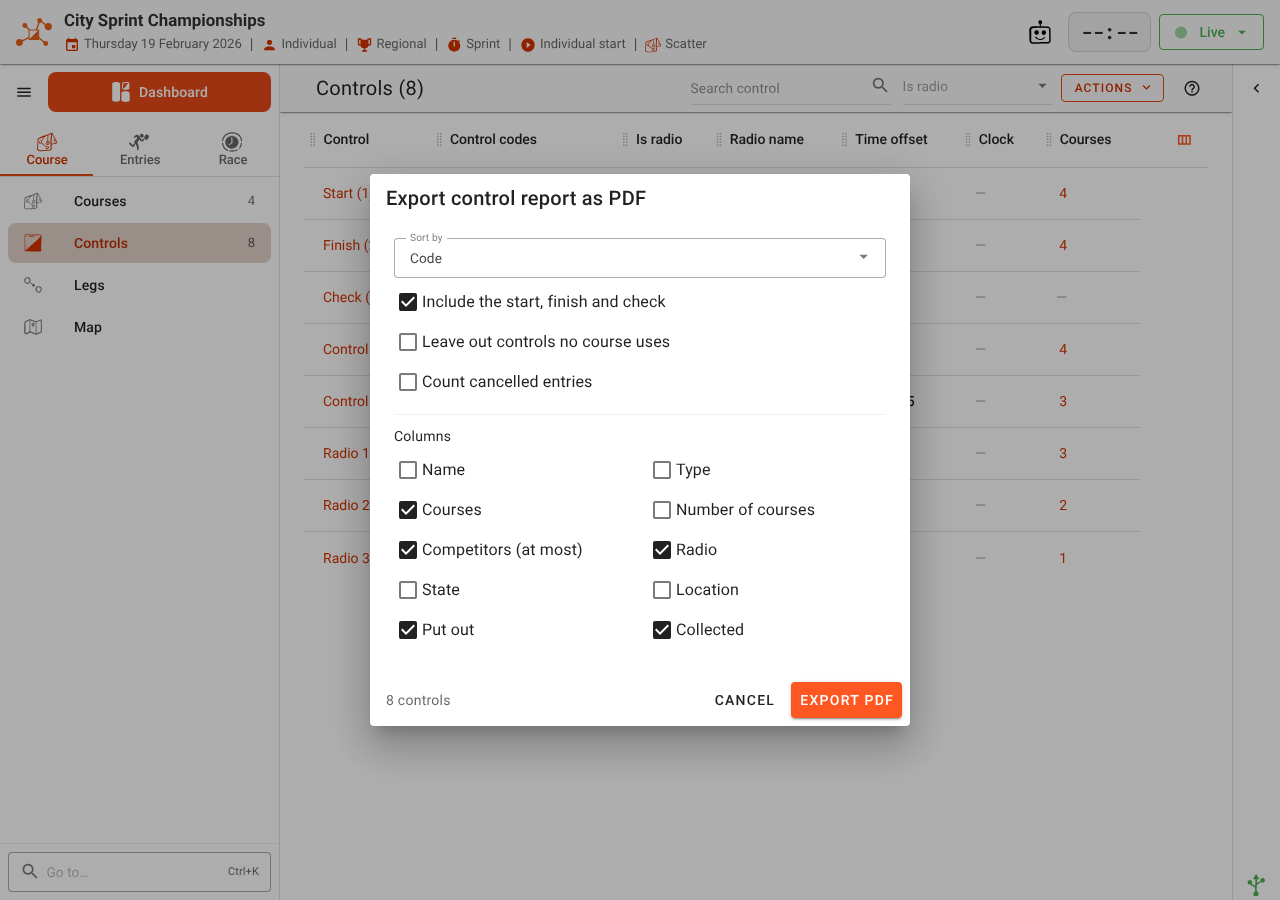 City Sprint Championships
Thursday 19 February 2026 | Individual | Regional | Sprint | Individual start | Scatter
--:--
Live
Dashboard
Controls (8)
Search control
Is radio
ACTIONS
Course
Entries
Race
Control
Control codes
Is radio
Radio name
Time offset
Clock
Courses
Courses 4
Controls 8
Legs
Map
Start (1
— 4
Finish (
— 4
Check (
— —
Control
— 4
Control
5 — 3
Radio 1
— 3
Radio 2
— 2
Radio 3
— 1
Export control report as PDF
Sort by
Code
Include the start, finish and check
Leave out controls no course uses
Count cancelled entries
Columns
Name
Type
Courses
Number of courses
Competitors (at most)
Radio
State
Location
Put out
Collected
8 controls
CANCEL
EXPORT PDF
Go to...
Ctrl+K